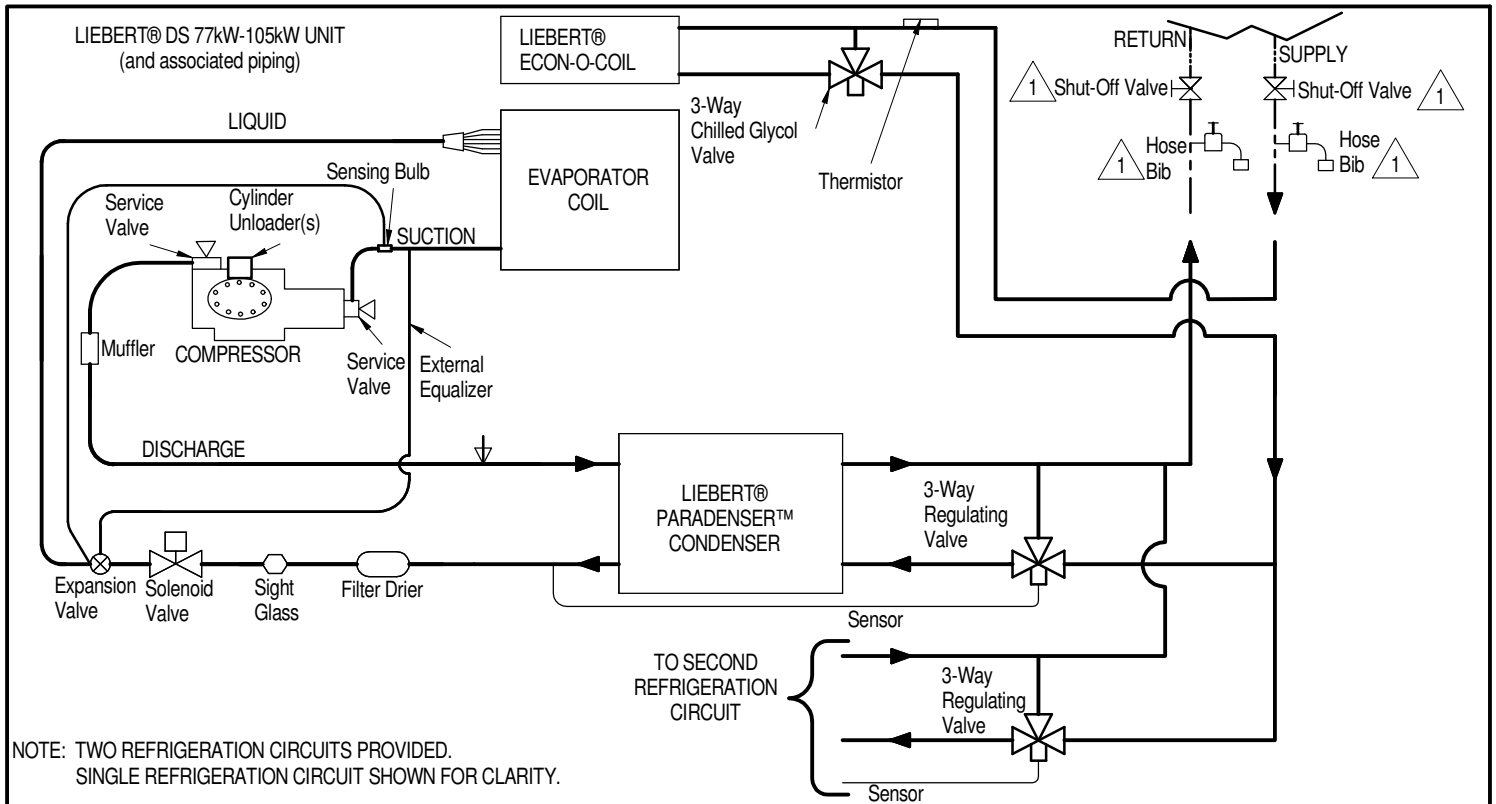 LIEBERT® DS 77kW-105kW UNIT
(and associated piping)
LIEBERT®
ECON-O-COIL
RETURN
SUPPLY
1
Shut-Off Valve
Shut-Off Valve
1
3-Way
Chilled Glycol
Valve
Thermistor
1
Hose
Bib
Hose
Bib
1
LIQUID
Sensing Bulb
EVAPORATOR
COIL
Service
Valve
Cylinder
Unloader(s)
SUCTION
Muffler
COMPRESSOR
Service
Valve
External
Equalizer
DISCHARGE
LIEBERT®
PARADENSER™
CONDENSER
3-Way
Regulating
Valve
Expansion
Valve
Solenoid
Valve
Sight
Glass
Filter Drier
Sensor
TO SECOND
REFRIGERATION
CIRCUIT
3-Way
Regulating
Valve
Sensor
NOTE: TWO REFRIGERATION CIRCUITS PROVIDED.
SINGLE REFRIGERATION CIRCUIT SHOWN FOR CLARITY.